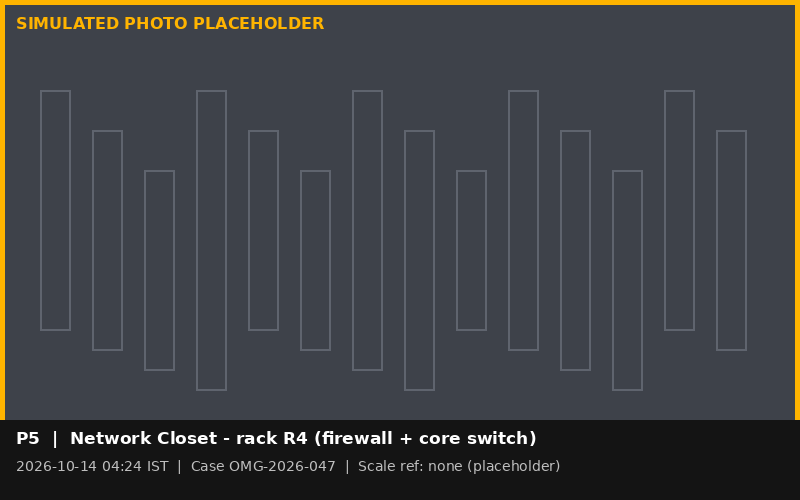 SIMULATED PHOTO PLACEHOLDER
P5 | Network Closet - rack R4 (firewall + core switch)
2026-10-14 04:24 IST | Case OMG-2026-047 | Scale ref: none (placeholder)